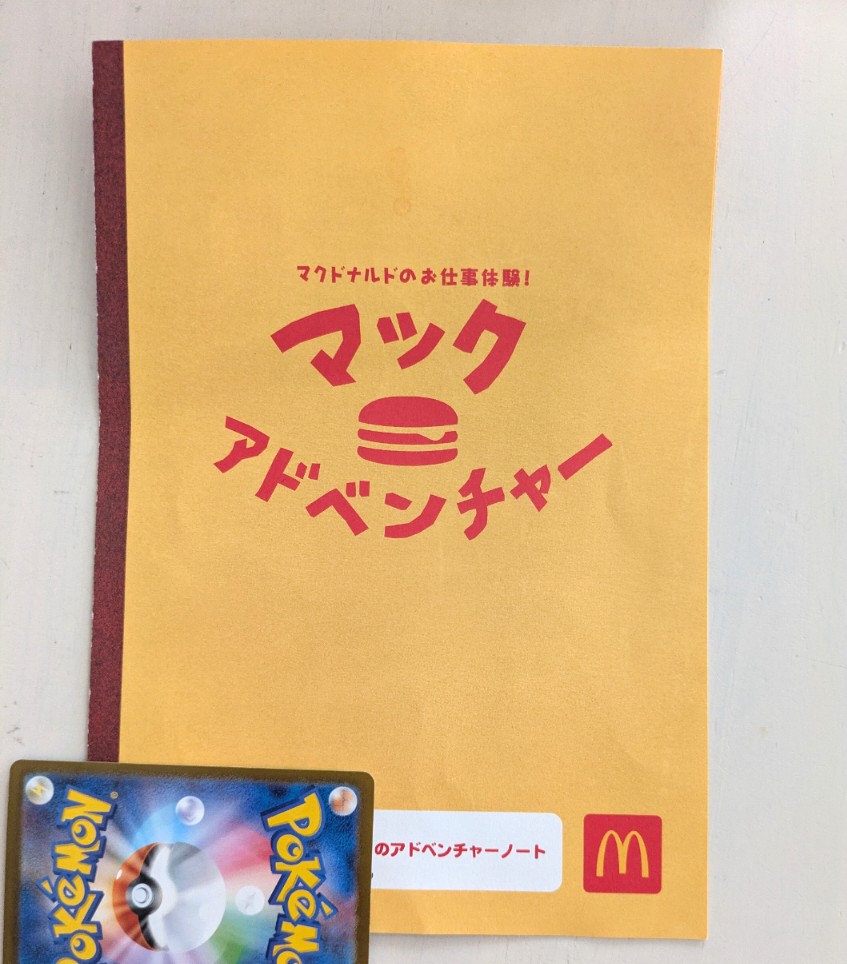 マクドナルドのお仕事体験!
マック
アドベンチャー
のアドベンチャーノート
POKéMON
POKéM